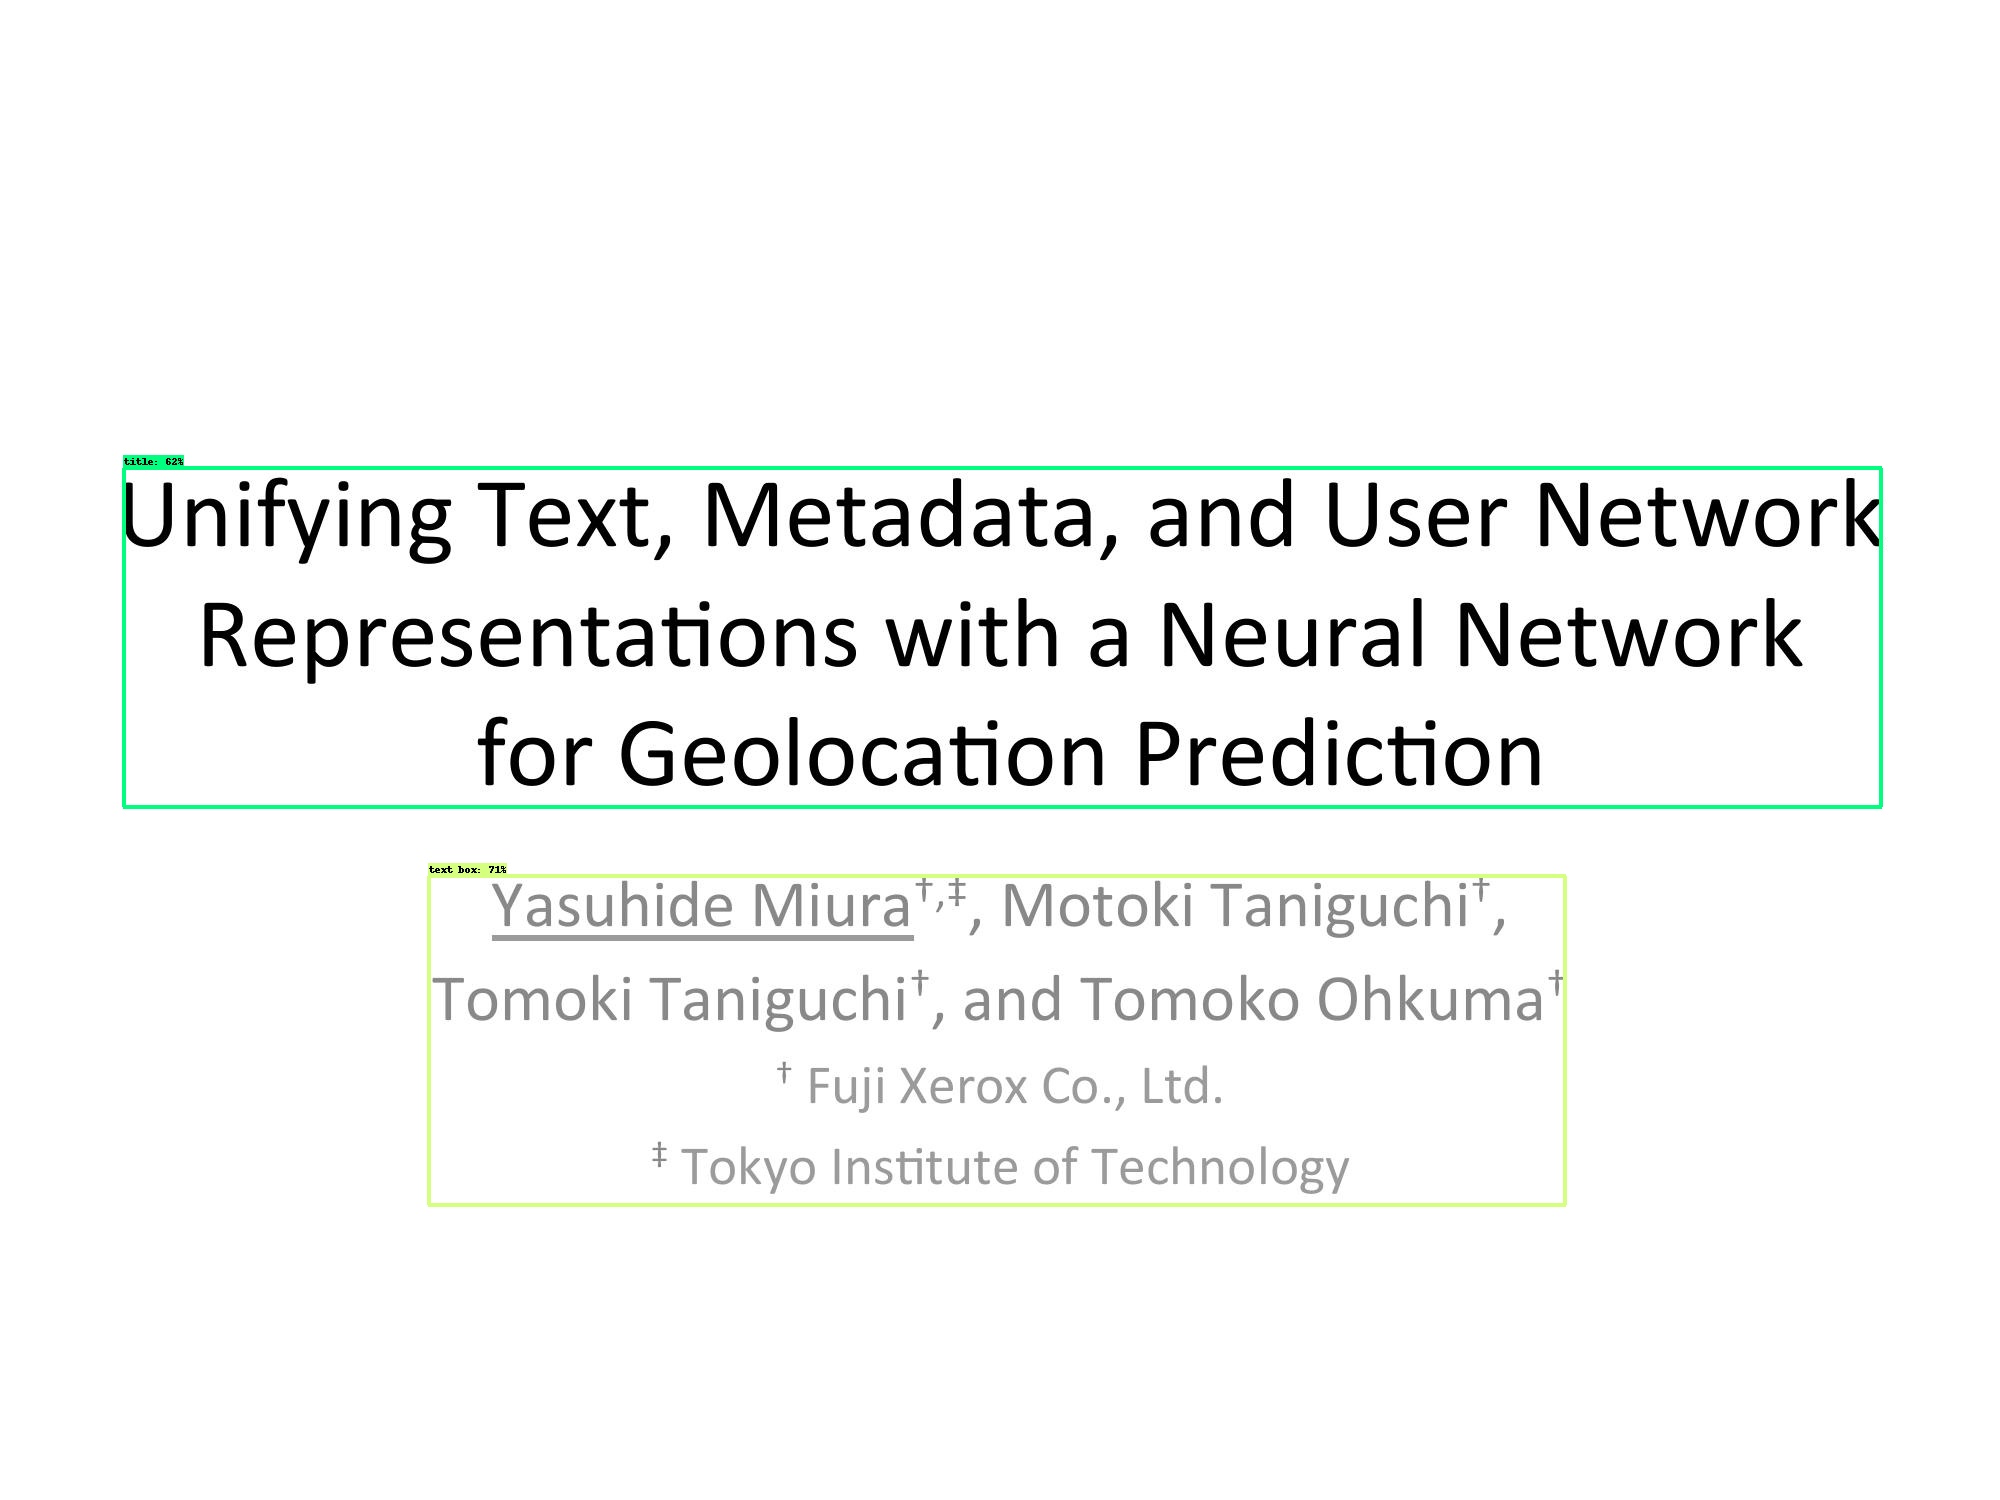 title: 62%
Unifying Text, Metadata, and User Network
Representations with a Neural Network
for Geolocation Prediction
text box: 71%
Yasuhide Miura†,‡, Motoki Taniguchi†,
Tomoki Taniguchi†, and Tomoko Ohkuma†
† Fuji Xerox Co., Ltd.
‡ Tokyo Institute of Technology